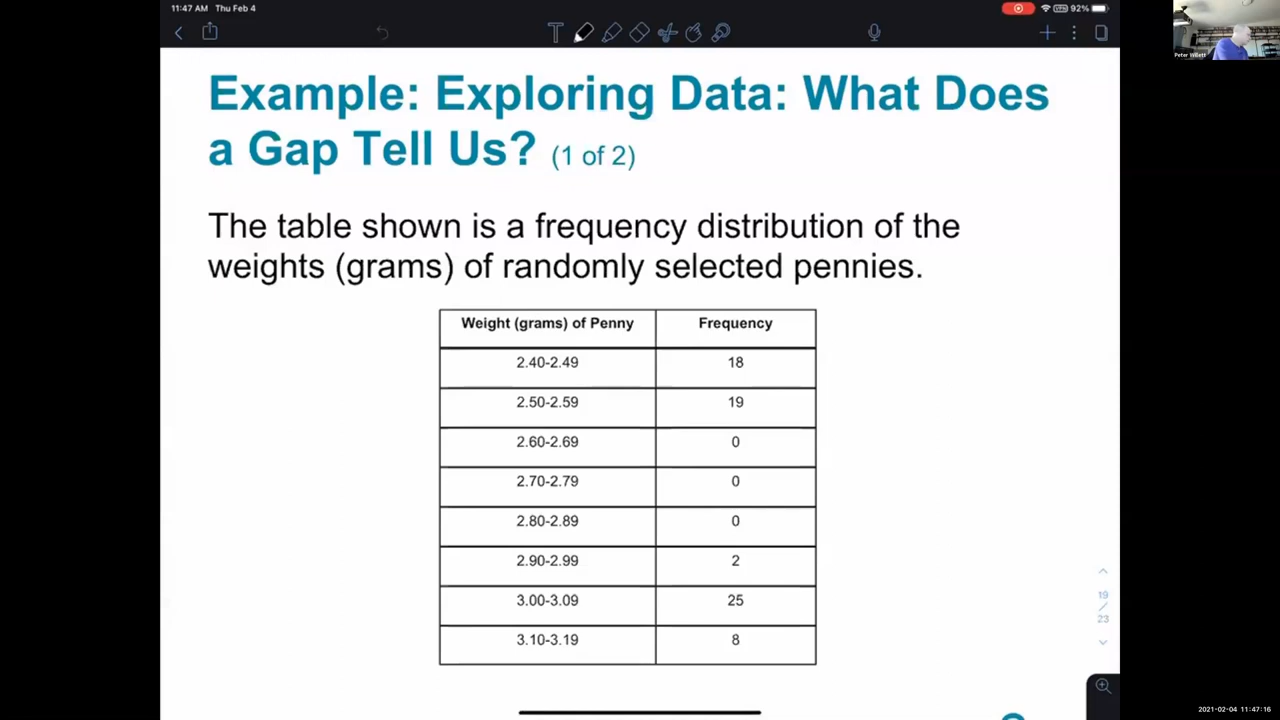 11:47 AM Thu Feb 4
VPN 92%
Peter Willett
Example: Exploring Data: What Does
a Gap Tell Us? (1 of 2)
The table shown is a frequency distribution of the
weights (grams) of randomly selected pennies.
Weight (grams) of Penny Frequency
2.40-2.49 18
2.50-2.59 19
2.60-2.69 0
2.70-2.79 0
2.80-2.89 0
2.90-2.99 2
3.00-3.09 25
3.10-3.19 8
19
/
23
2021-02-04 11:47:16